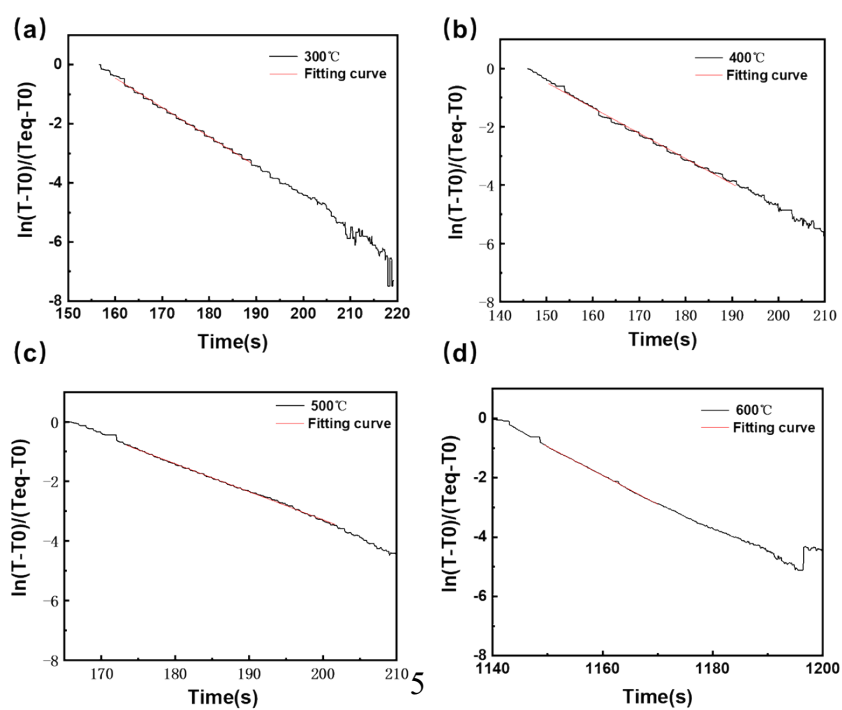 (a)
300℃
Fitting curve
ln(T-T0)/(Teq-T0)
0
-2
-4
-6
-8
150 160 170 180 190 200 210 220
Time(s)
(b)
400℃
Fitting curve
ln(T-T0)/(Teq-T0)
0
-2
-4
-6
-8
140 150 160 170 180 190 200 210
Time(s)
(c)
500℃
Fitting curve
ln(T-T0)/(Teq-T0)
0
-2
-4
-6
-8
170 180 190 200 210
Time(s)
5
(d)
600℃
Fitting curve
ln(T-T0)/(Teq-T0)
0
-2
-4
-6
-8
1140 1160 1180 1200
Time(s)